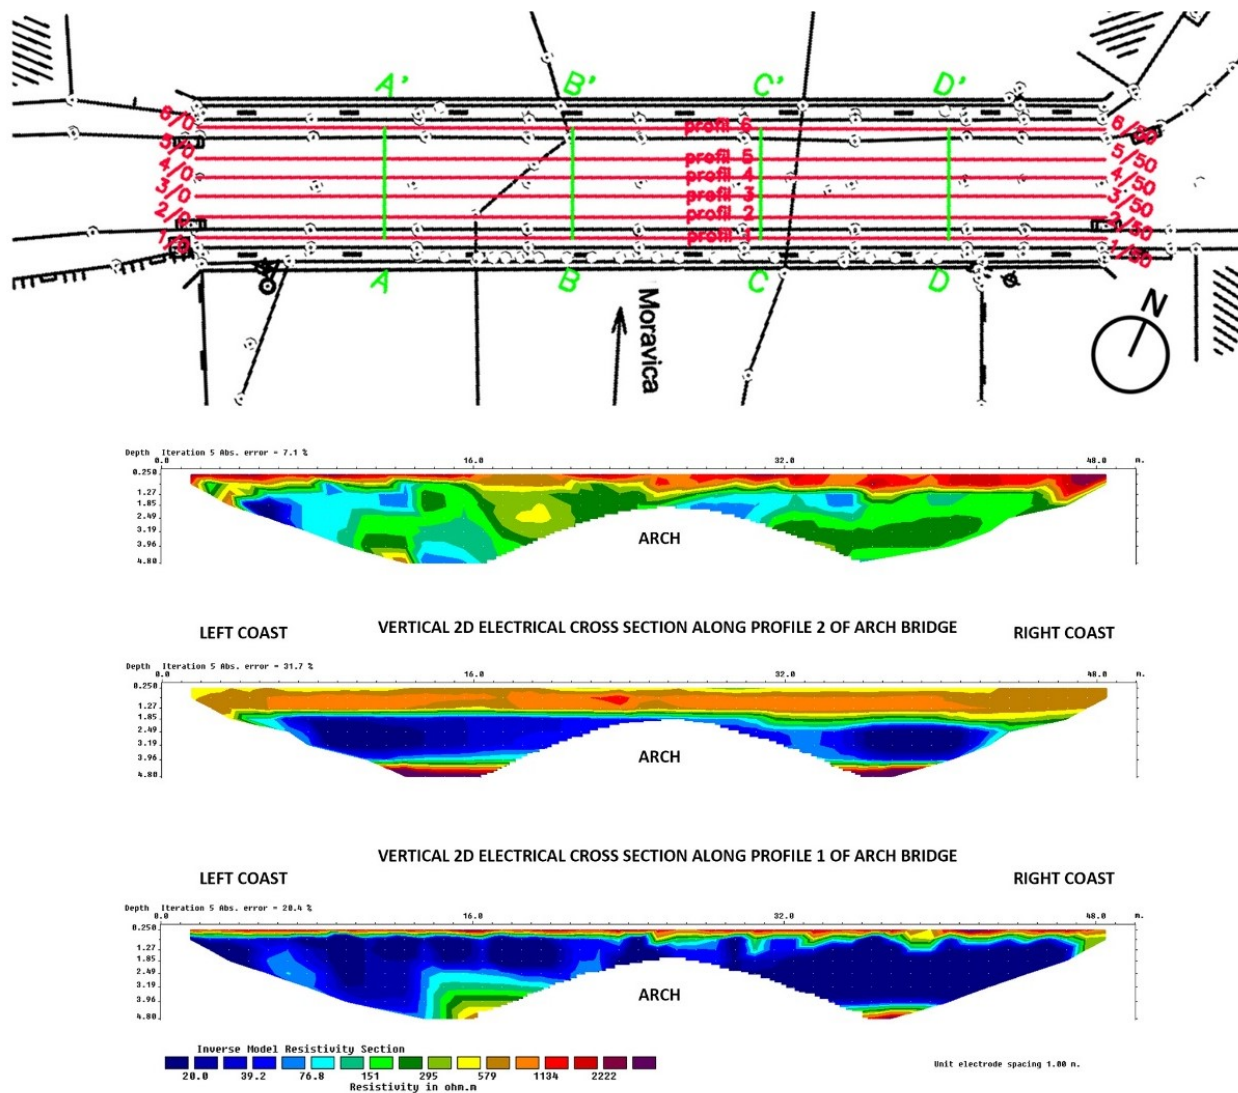 A' B' C' D'
6/0 profil 6 6/50
5/0 profil 5 5/50
4/0 profil 4 4/50
3/0 profil 3 3/50
2/0 profil 2 2/50
1/0 profil 1 1/50
A B C D
Moravica
N
Depth Iteration 5 Abs. error = 7.1 %
0.0 16.0 32.0 48.0 m.
0.250
1.27
1.85
2.49
3.19
3.96
4.80
ARCH
LEFT COAST VERTICAL 2D ELECTRICAL CROSS SECTION ALONG PROFILE 2 OF ARCH BRIDGE RIGHT COAST
Depth Iteration 5 Abs. error = 31.7 %
0.0 16.0 32.0 48.0 m.
0.250
1.27
1.85
2.49
3.19
3.96
4.80
ARCH
VERTICAL 2D ELECTRICAL CROSS SECTION ALONG PROFILE 1 OF ARCH BRIDGE
LEFT COAST RIGHT COAST
Depth Iteration 5 Abs. error = 20.4 %
0.0 16.0 32.0 48.0 m.
0.250
1.27
1.85
2.49
3.19
3.96
4.80
ARCH
Inverse Model Resistivity Section
20.0 39.2 76.8 151 295 579 1134 2222
Resistivity in ohm.m
Unit electrode spacing 1.00 m.